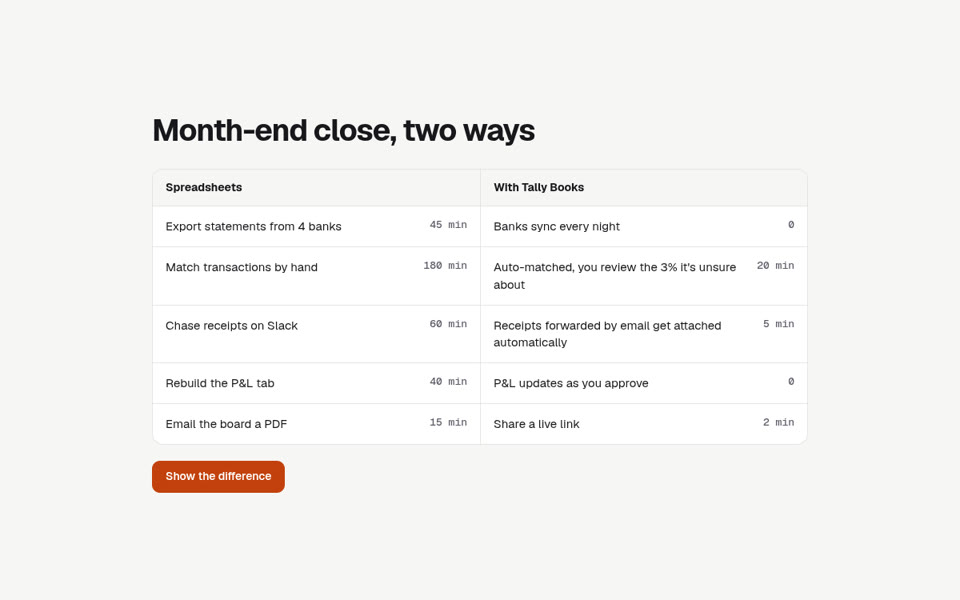 Month-end close, two ways
Spreadsheets
With Tally Books
Export statements from 4 banks
45 min
Banks sync every night
0
Match transactions by hand
180 min
Auto-matched, you review the 3% it's unsure
about
20 min
Chase receipts on Slack
60 min
Receipts forwarded by email get attached
automatically
5 min
Rebuild the P&L tab
40 min
P&L updates as you approve
0
Email the board a PDF
15 min
Share a live link
2 min
Show the difference